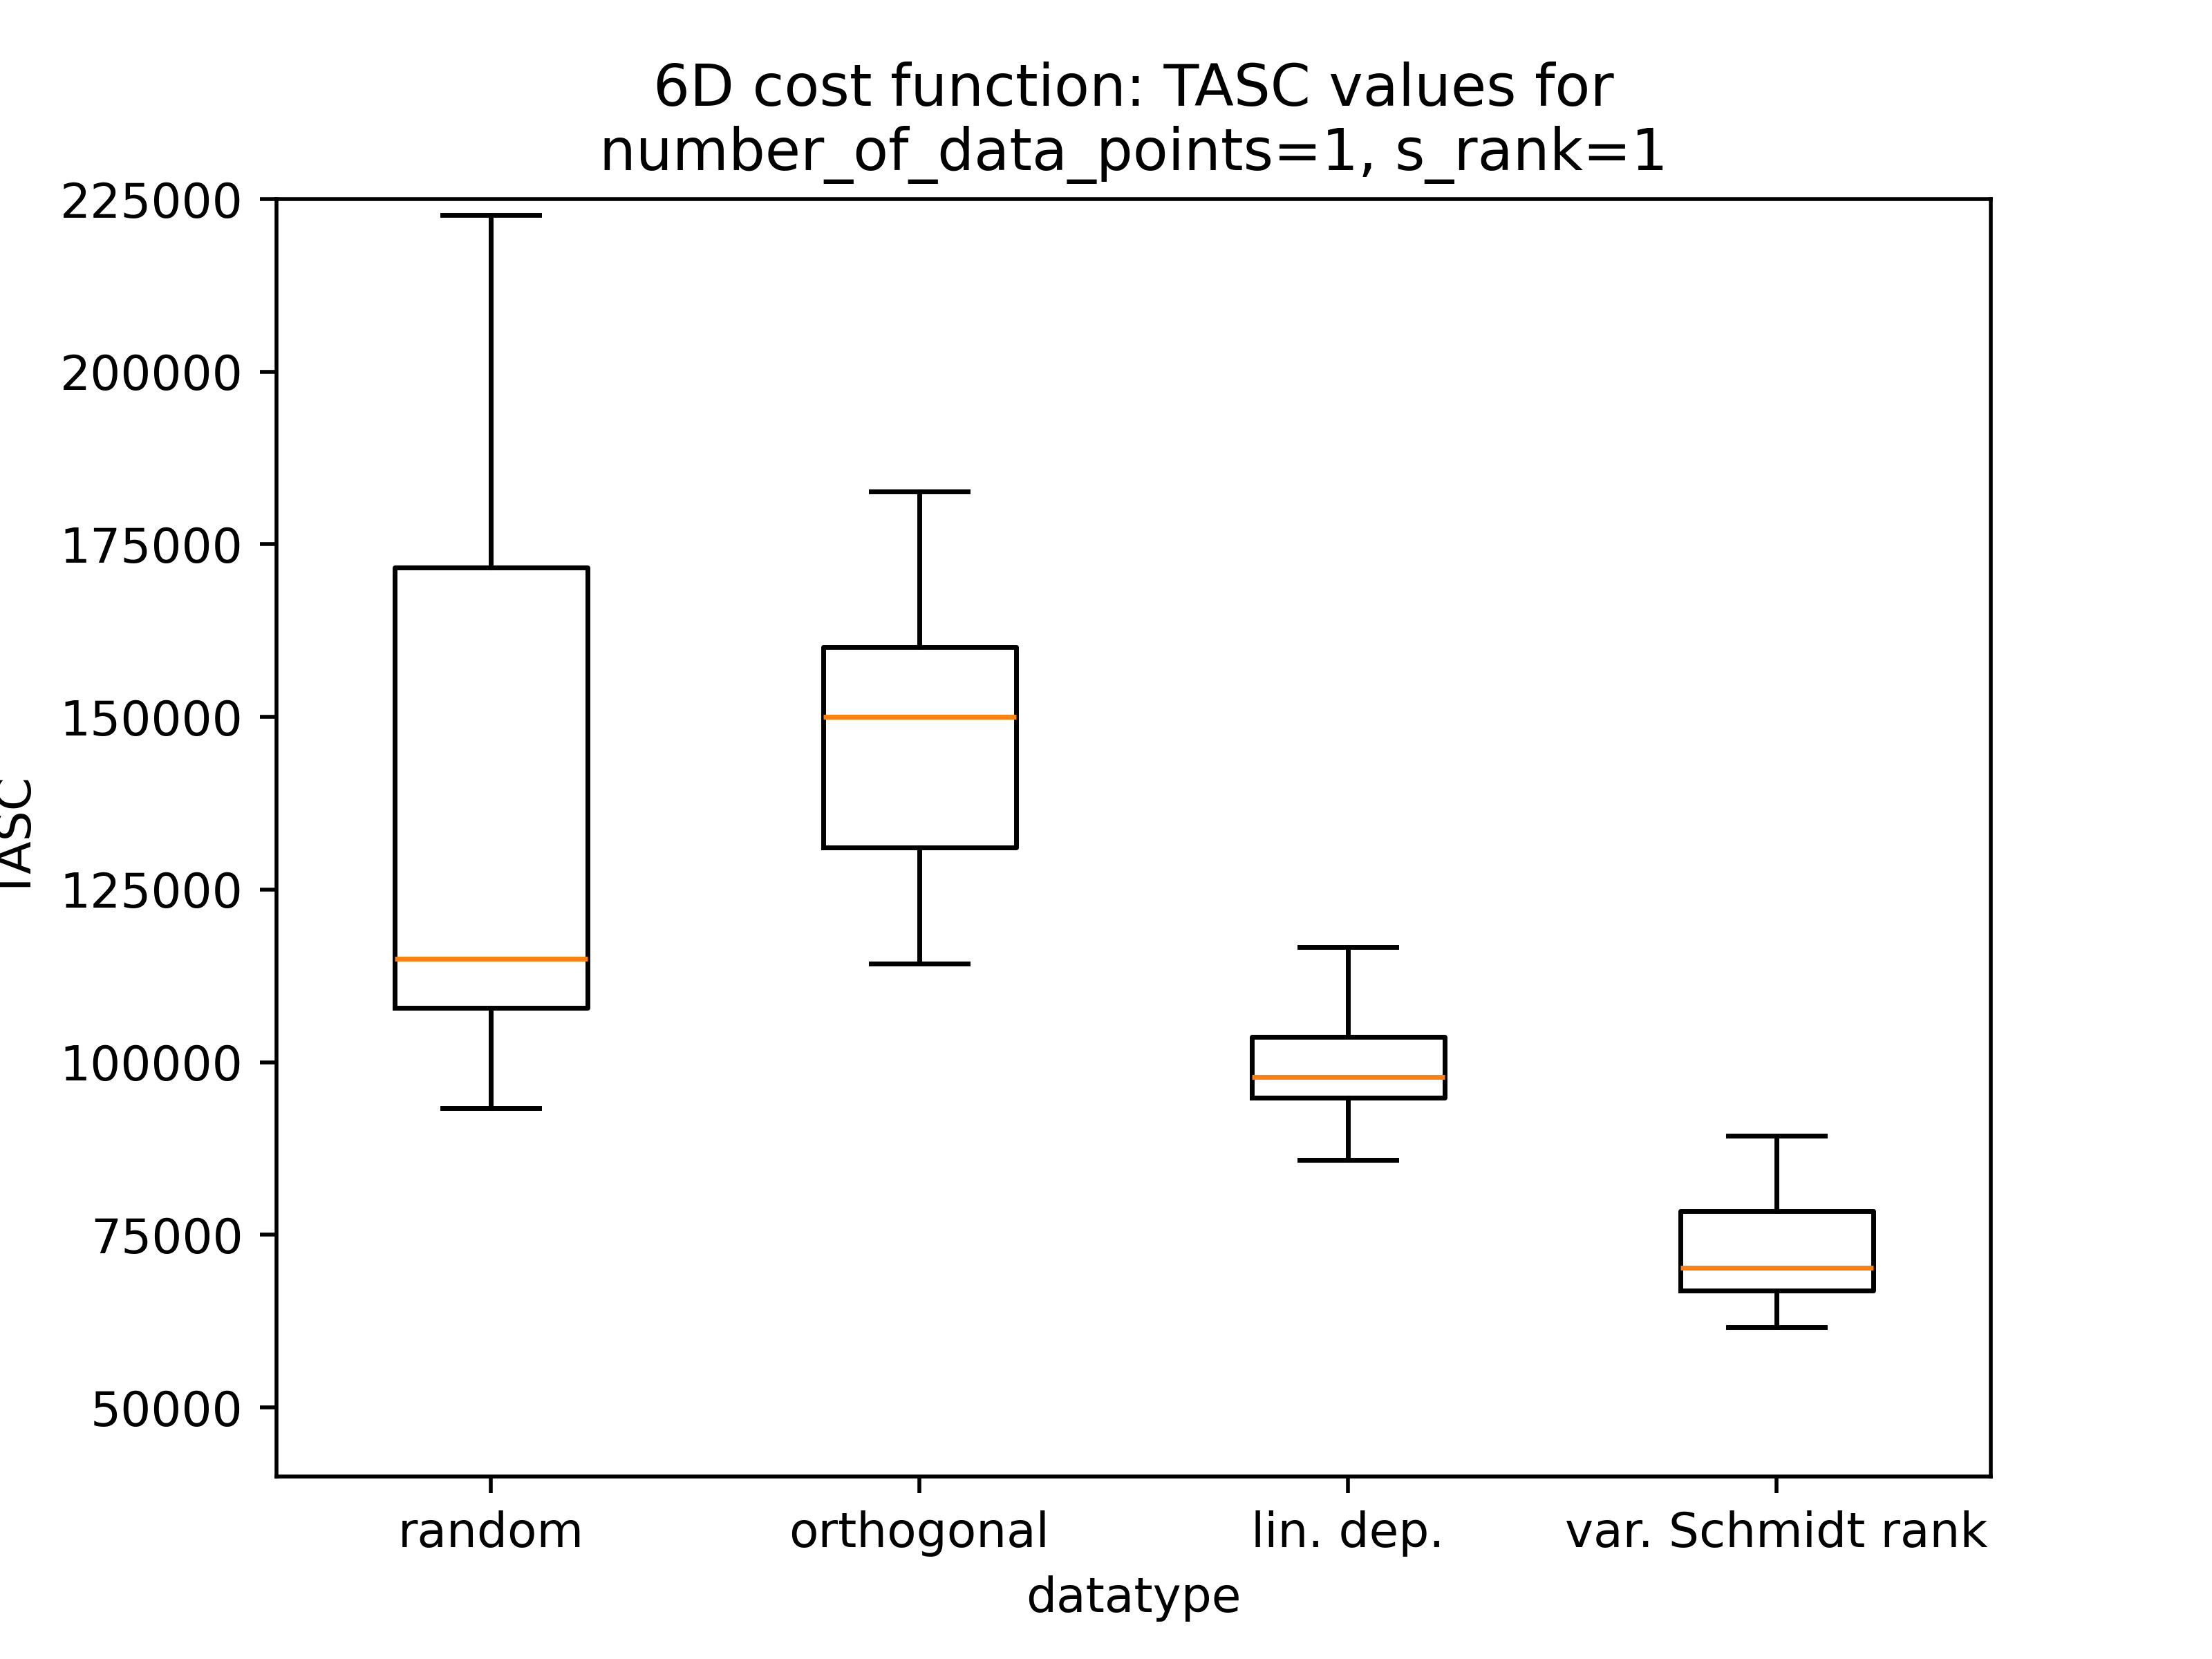 6D cost function: TASC values for
number_of_data_points=1, s_rank=1
225000
200000
175000
150000
125000
100000
75000
50000
TASC
random
orthogonal
lin. dep.
var. Schmidt rank
datatype